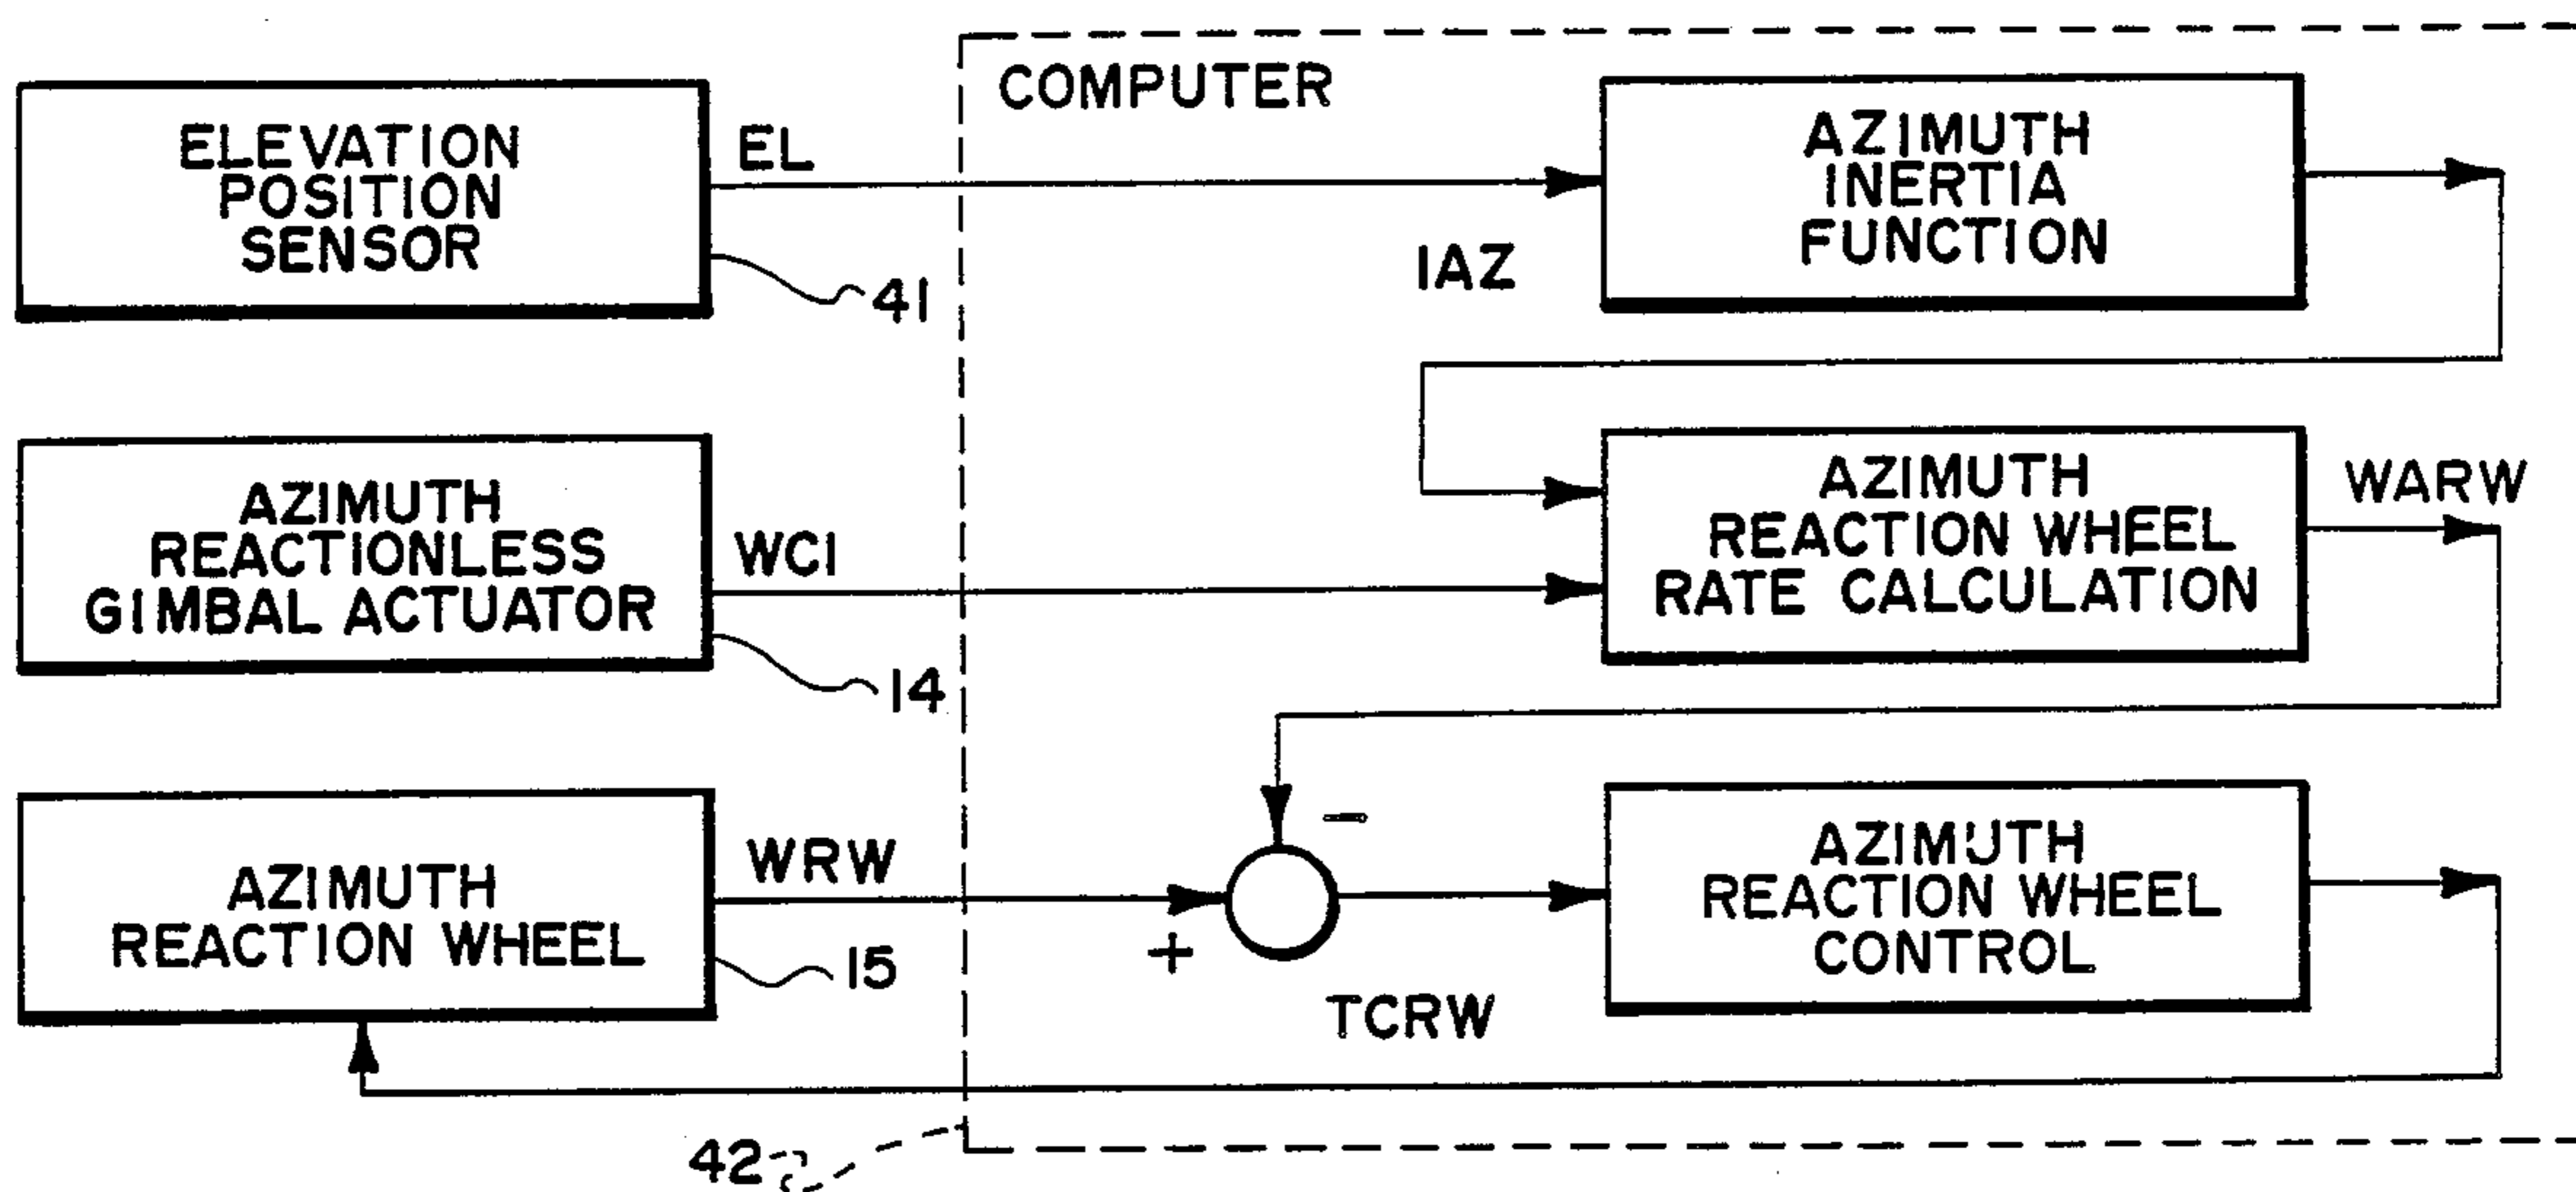 COMPUTER
ELEVATION
POSITION
SENSOR
EL
41
AZIMUTH
INERTIA
FUNCTION
IAZ
AZIMUTH
REACTIONLESS
GIMBAL ACTUATOR
WCI
14
AZIMUTH
REACTION WHEEL
RATE CALCULATION
WARW
AZIMUTH
REACTION WHEEL
WRW
15
+
−
TCRW
AZIMUTH
REACTION WHEEL
CONTROL
42